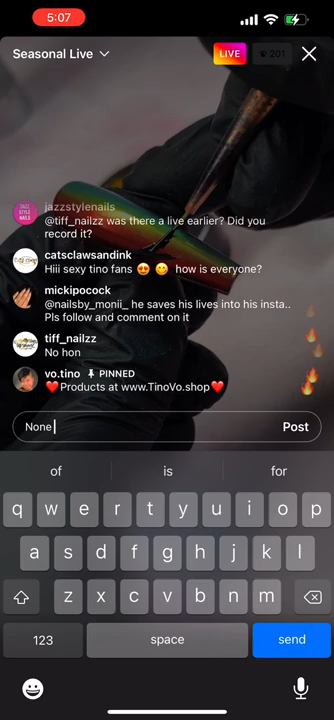 5:07
Seasonal Live
LIVE
201
JAZZ
STYLE
NAILS
jazzstylenails
@tiff_nailzz was there a live earlier? Did you
record it?
catsclawsandink
Hiii sexy tino fans 😍 😋 how is everyone?
mickipocock
@nailsby_monii_ he saves his lives into his insta..
Pls follow and comment on it
tiff_nailzz
No hon
vo.tino PINNED
❤️Products at www.TinoVo.shop❤️
None
Post
of is for
q w e r t y u i o p
a s d f g h j k l
z x c v b n m
123 space send